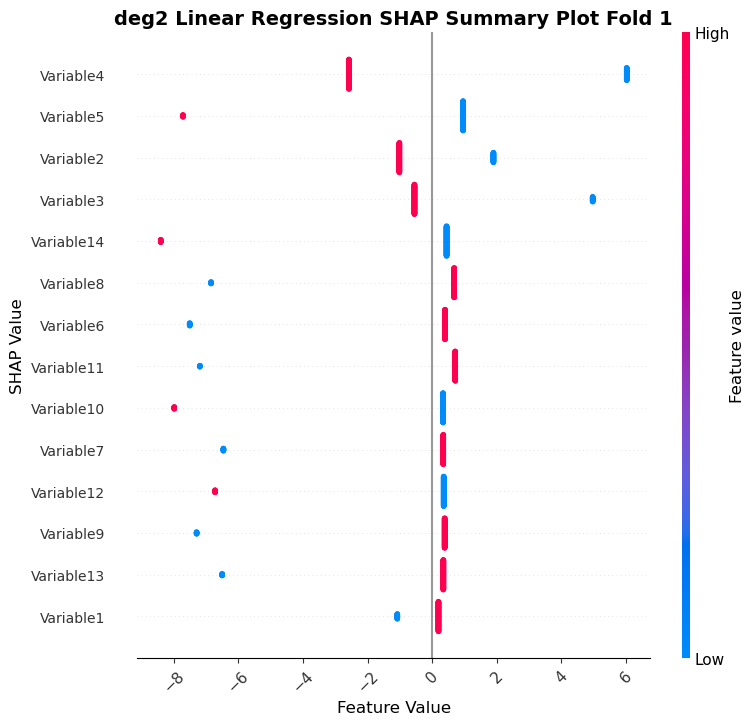 deg2 Linear Regression SHAP Summary Plot Fold 1
High
Variable4
Variable5
Variable2
Variable3
Variable14
Variable8
Variable6
Variable11
Variable10
Variable7
Variable12
Variable9
Variable13
Variable1
SHAP Value
Feature value
Low
−8
−6
−4
−2
0
2
4
6
Feature Value